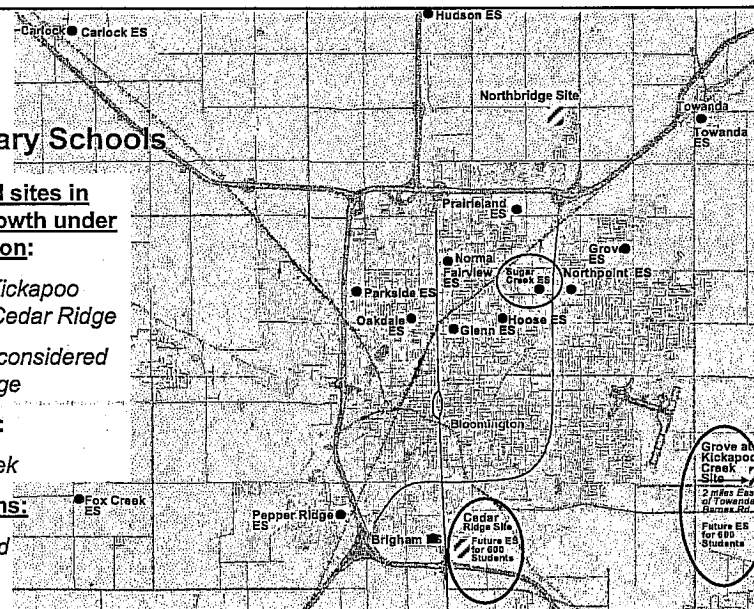 Hudson ES
Carlock
Carlock ES
Northbridge Site
Towanda
Towanda
ES
ary Schools
l sites in
owth under
on:
Kickapoo
Cedar Ridge
considered
ge
:
ek
ns:
d
Prairieland
ES
Grove
ES
Normal
Fairview
ES
Sugar
Creek ES
Northpoint ES
Parkside ES
Oakdale
ES
Hoose ES
Glenn ES
Bloomington
Grove at
Kickapoo
Creek
Site
2 miles East
of Towanda
Barnes Rd
Future ES
for 600
Students
Fox Creek
ES
Pepper Ridge
ES
Brigham ES
Cedar
Ridge Site
Future ES
for 600
Students